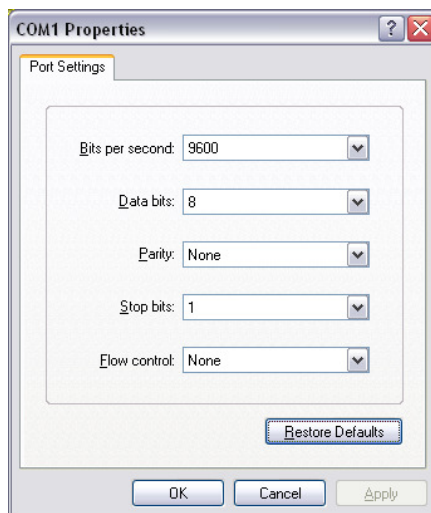 COM1 Properties
Port Settings
Bits per second: 9600
Data bits: 8
Parity: None
Stop bits: 1
Flow control: None
Restore Defaults
OK Cancel Apply